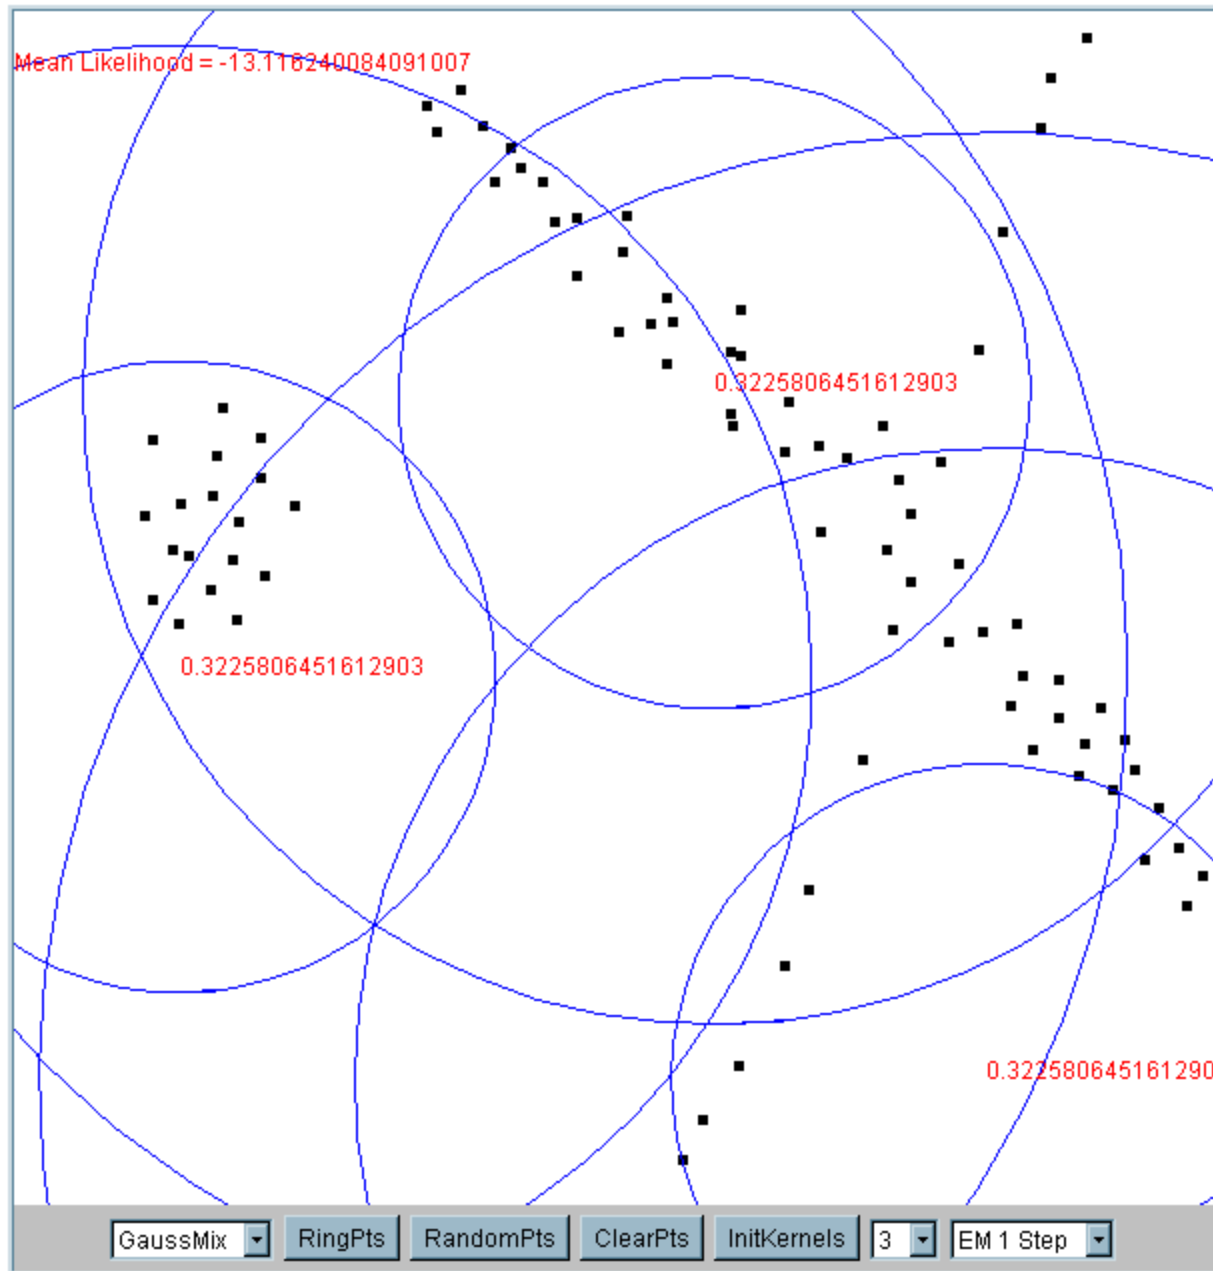 Mean Likelihood = -13.116240084091007
0.3225806451612903
0.3225806451612903
0.322580645161290
GaussMix RingPts RandomPts ClearPts InitKernels 3 EM 1 Step